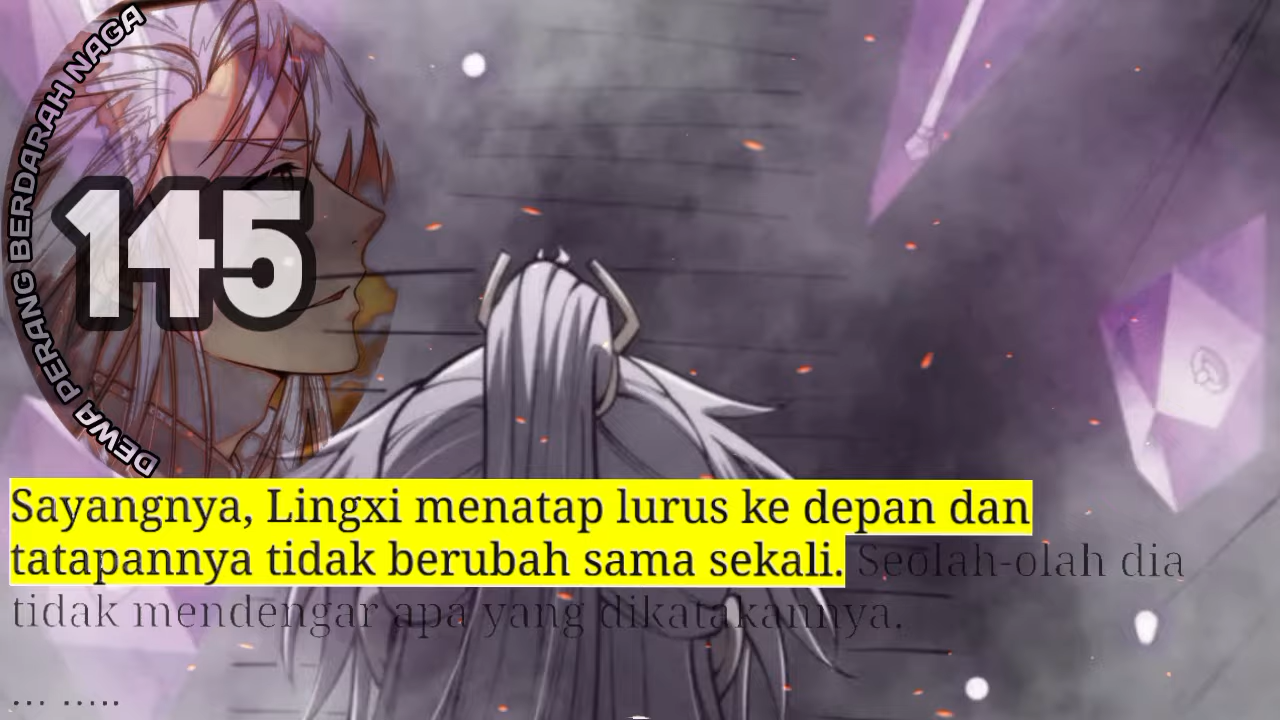 DEWA PERANG BERDARAH NAGA
145
Sayangnya, Lingxi menatap lurus ke depan dan
tatapannya tidak berubah sama sekali. Seolah-olah dia
tidak mendengar apa yang dikatakannya.
... .....